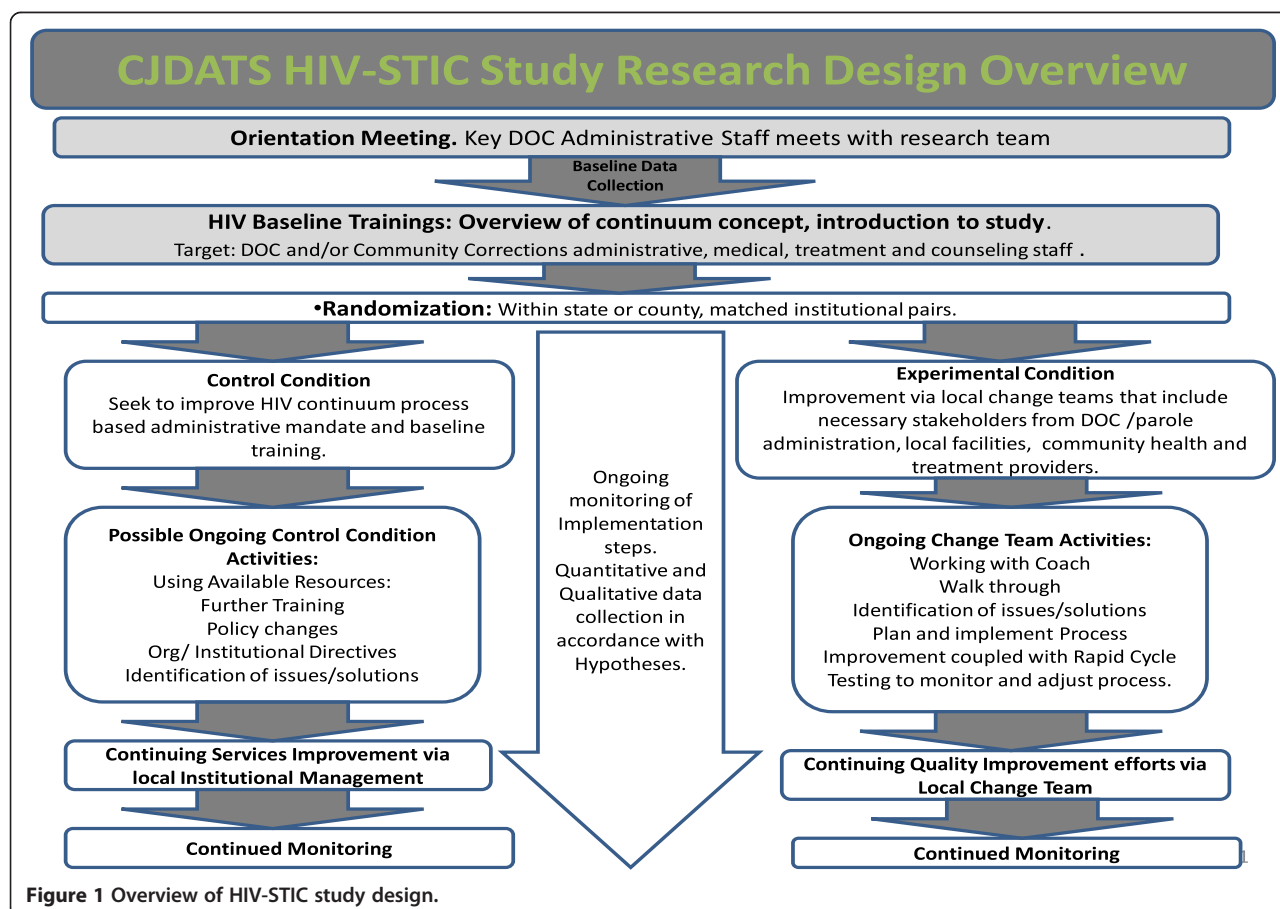 CJDATS HIV-STIC Study Research Design Overview
Orientation Meeting. Key DOC Administrative Staff meets with research team
Baseline Data
Collection
HIV Baseline Trainings: Overview of continuum concept, introduction to study.
Target: DOC and/or Community Corrections administrative, medical, treatment and counseling staff .
•Randomization: Within state or county, matched institutional pairs.
Control Condition
Seek to improve HIV continuum process
based administrative mandate and baseline
training.
Possible Ongoing Control Condition
Activities:
Using Available Resources:
Further Training
Policy changes
Org/ Institutional Directives
Identification of issues/solutions
Continuing Services Improvement via
local Institutional Management
Continued Monitoring
Ongoing
monitoring of
Implementation
steps.
Quantitative and
Qualitative data
collection in
accordance with
Hypotheses.
Experimental Condition
Improvement via local change teams that include
necessary stakeholders from DOC /parole
administration, local facilities, community health and
treatment providers.
Ongoing Change Team Activities:
Working with Coach
Walk through
Identification of issues/solutions
Plan and implement Process
Improvement coupled with Rapid Cycle
Testing to monitor and adjust process.
Continuing Quality Improvement efforts via
Local Change Team
Continued Monitoring
1
Figure 1 Overview of HIV-STIC study design.